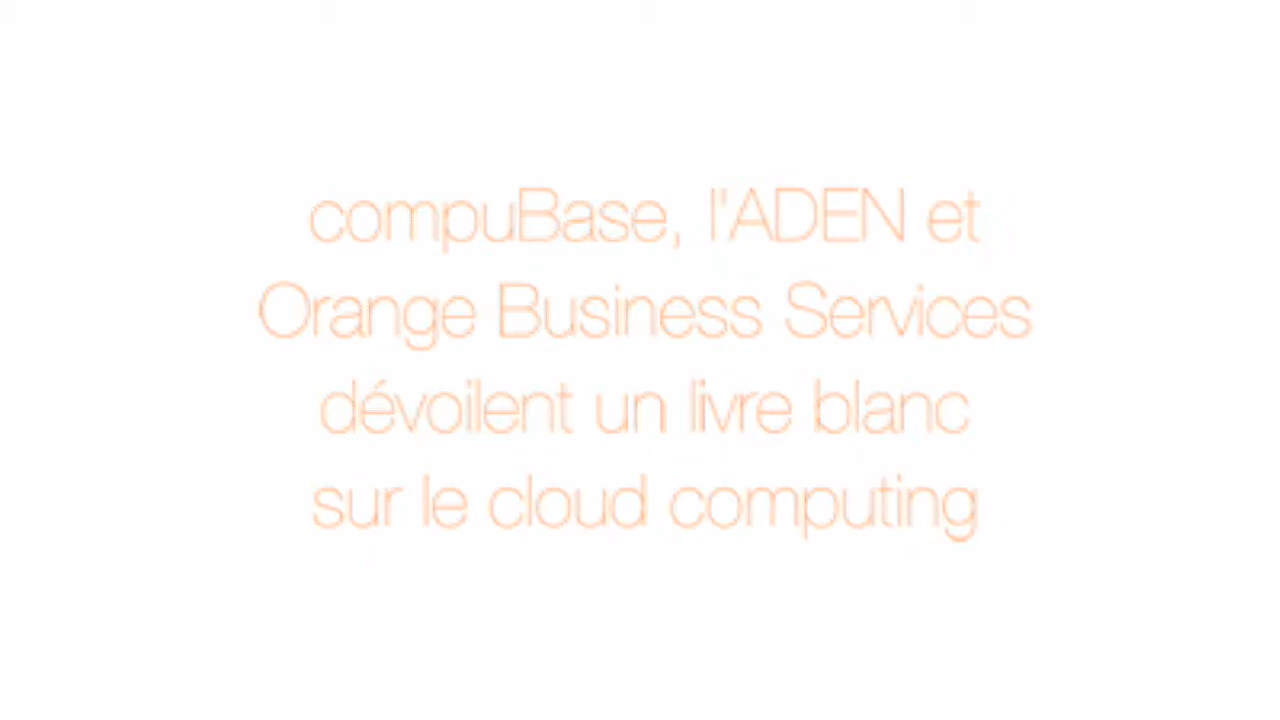 compuBase, l'ADEN et
Orange Business Services
dévoilent un livre blanc
sur le cloud computing